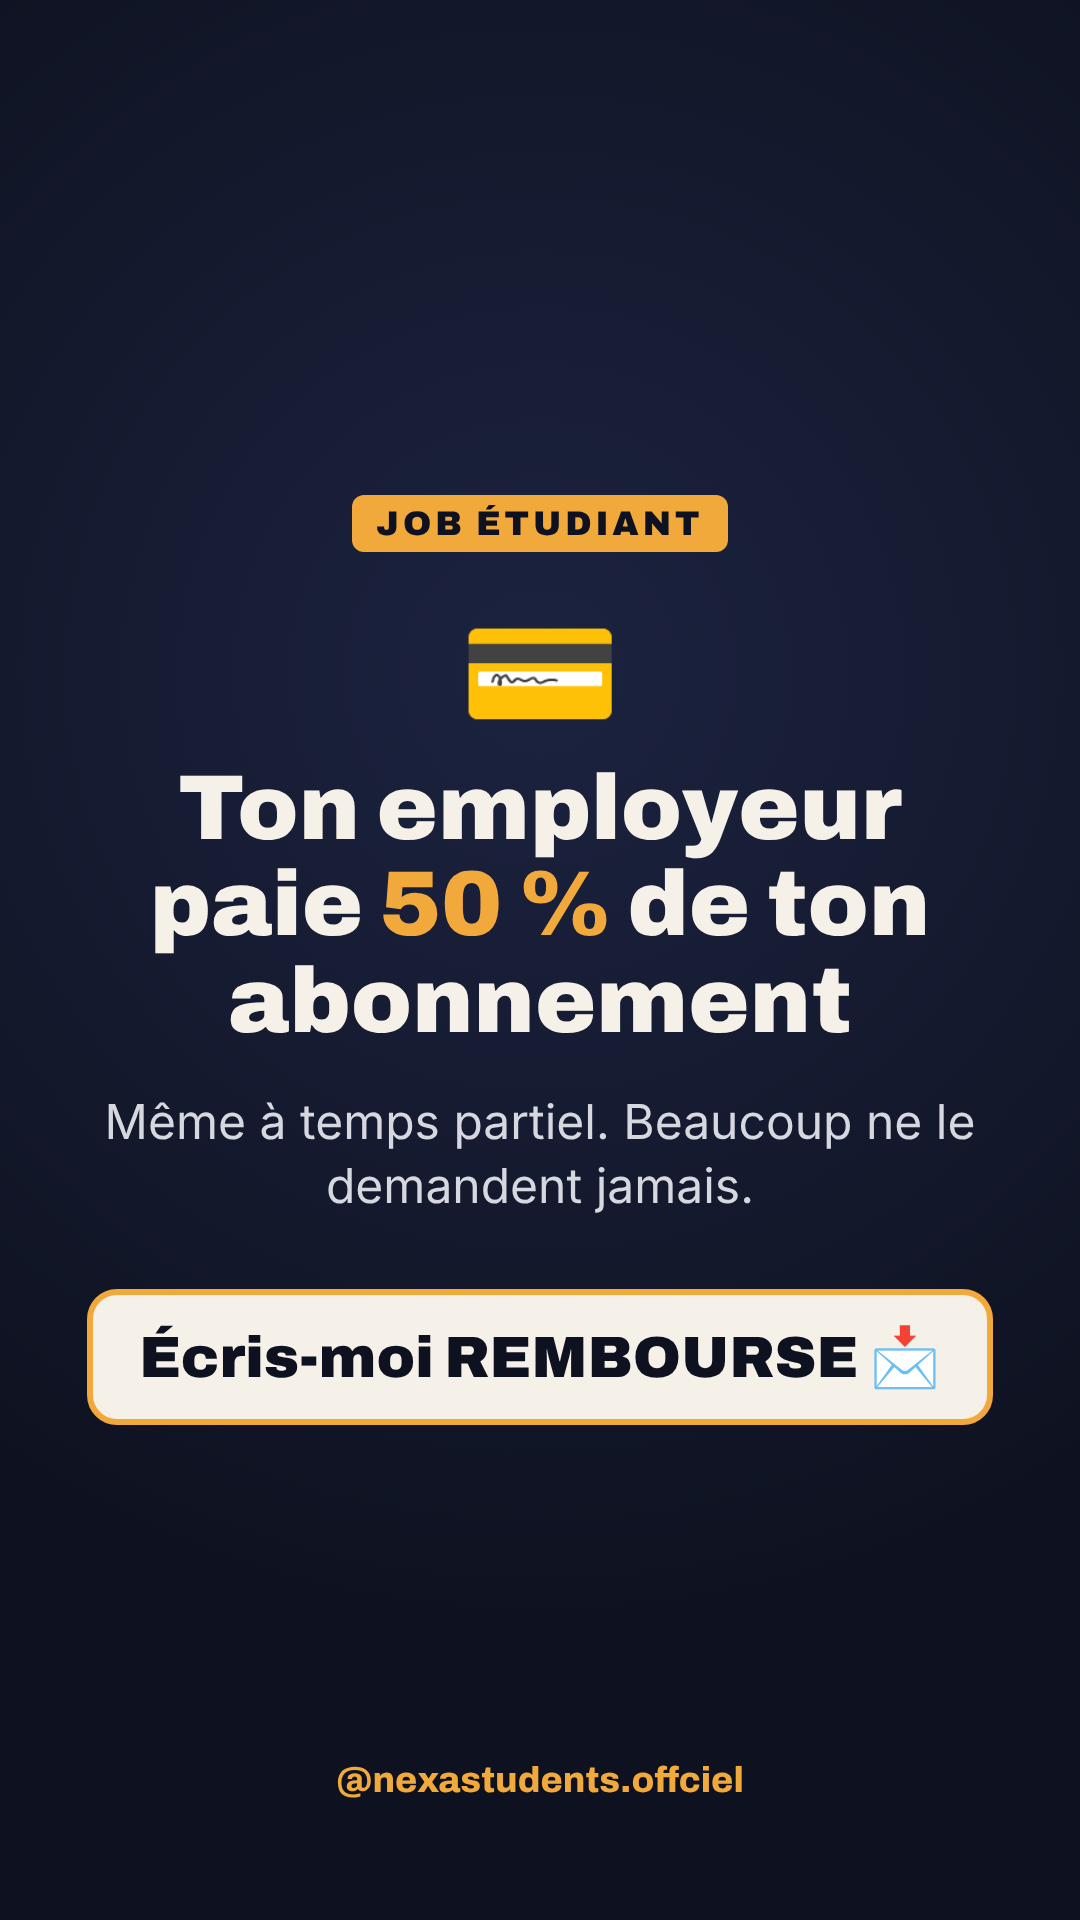 JOB ÉTUDIANT
Ton employeur
paie 50 % de ton
abonnement
Même à temps partiel. Beaucoup ne le
demandent jamais.
Écris-moi REMBOURSE
@nexastudents.offciel